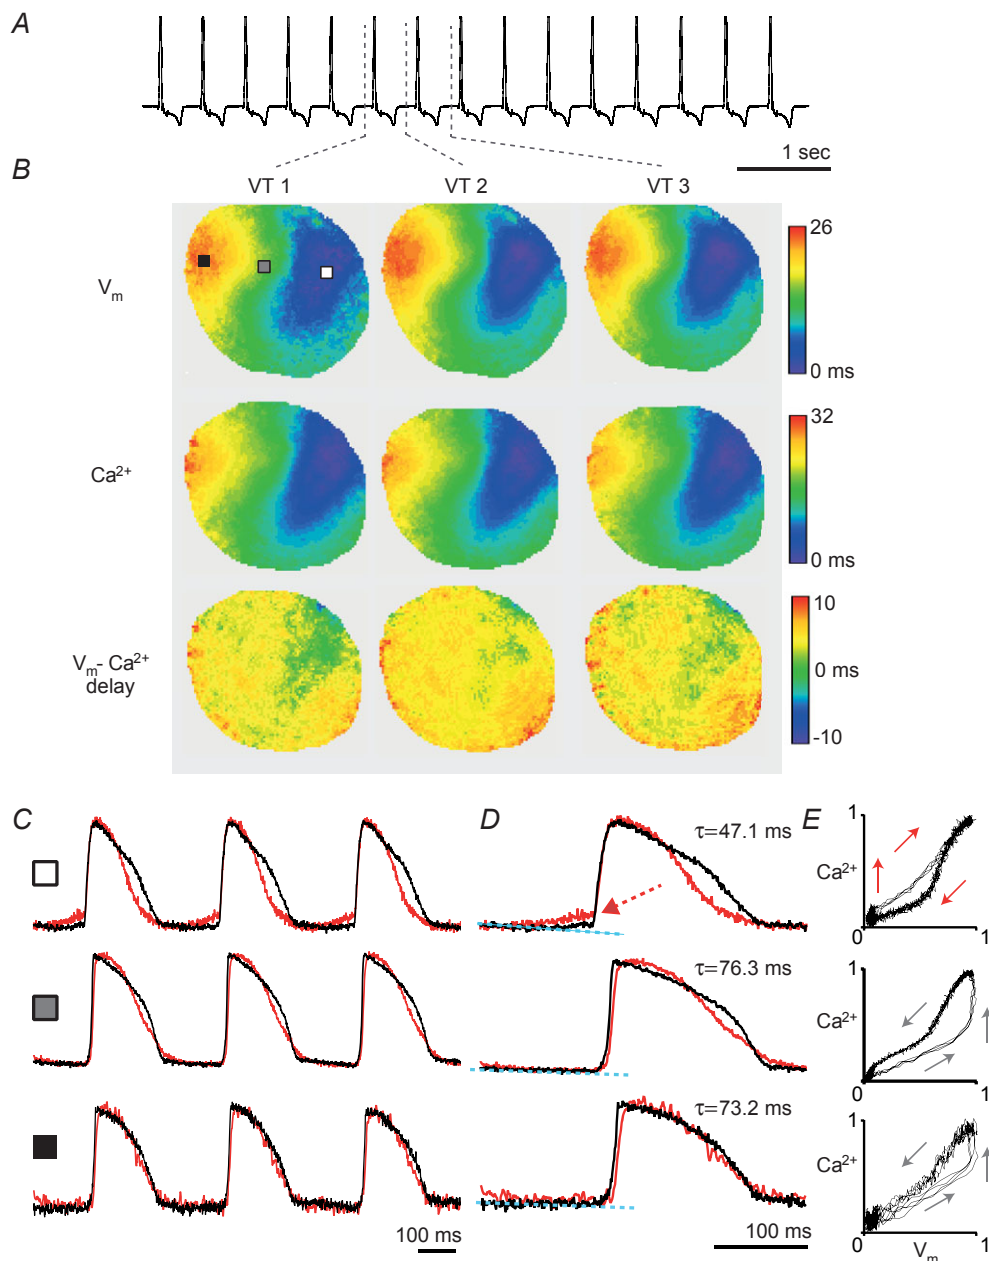 A
1 sec
B
VT 1 VT 2 VT 3
Vm
26
0 ms
Ca2+
32
0 ms
Vm- Ca2+
delay
10
0 ms
-10
C D E
τ=47.1 ms
1
Ca2+
0 1
τ=76.3 ms
1
Ca2+
0 1
τ=73.2 ms
1
Ca2+
0 1
Vm
100 ms
100 ms